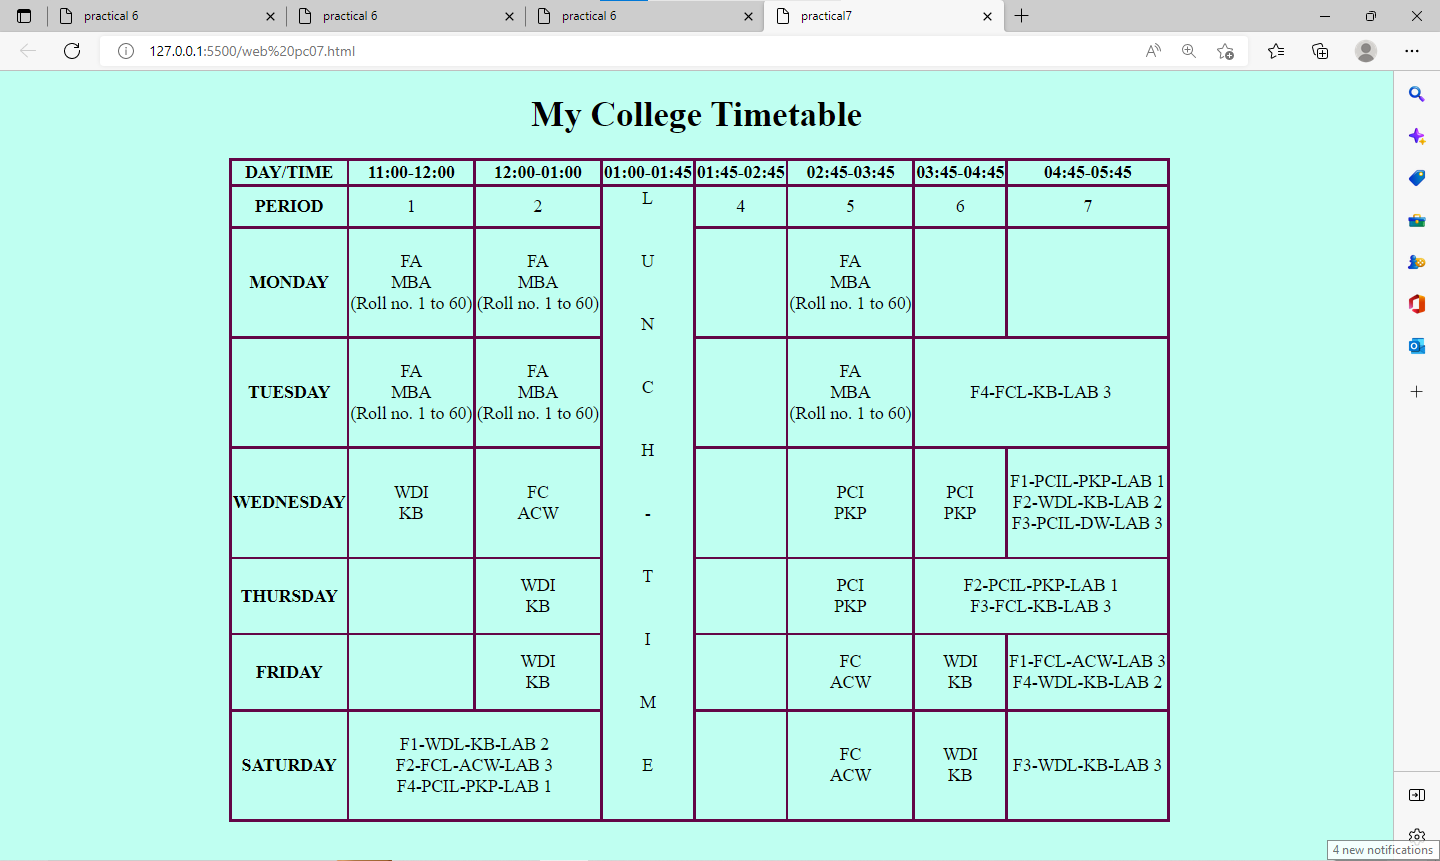 practical 6
practical 6
practical 6
practical7
127.0.0.1:5500/web%20pc07.html
My College Timetable
DAY/TIME 11:00-12:00 12:00-01:00 01:00-01:45 01:45-02:45 02:45-03:45 03:45-04:45 04:45-05:45
PERIOD 1 2 4 5 6 7
L
U
N
C
H
-
T
I
M
E
MONDAY
FA
MBA
(Roll no. 1 to 60)
FA
MBA
(Roll no. 1 to 60)
FA
MBA
(Roll no. 1 to 60)
TUESDAY
FA
MBA
(Roll no. 1 to 60)
FA
MBA
(Roll no. 1 to 60)
FA
MBA
(Roll no. 1 to 60)
F4-FCL-KB-LAB 3
WEDNESDAY
WDI
KB
FC
ACW
PCI
PKP
PCI
PKP
F1-PCIL-PKP-LAB 1
F2-WDL-KB-LAB 2
F3-PCIL-DW-LAB 3
THURSDAY
WDI
KB
PCI
PKP
F2-PCIL-PKP-LAB 1
F3-FCL-KB-LAB 3
FRIDAY
WDI
KB
FC
ACW
WDI
KB
F1-FCL-ACW-LAB 3
F4-WDL-KB-LAB 2
SATURDAY
F1-WDL-KB-LAB 2
F2-FCL-ACW-LAB 3
F4-PCIL-PKP-LAB 1
FC
ACW
WDI
KB
F3-WDL-KB-LAB 3
4 new notifications